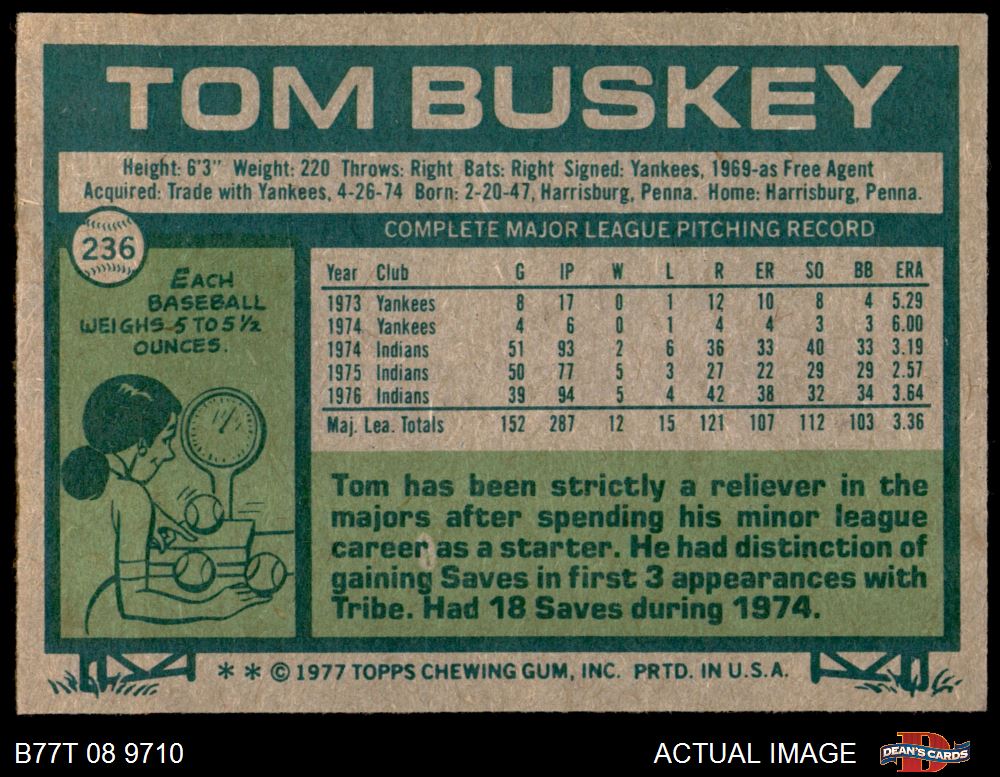 TOM BUSKEY
Height: 6'3" Weight: 220 Throws: Right Bats: Right Signed: Yankees, 1969-as Free Agent
Acquired: Trade with Yankees, 4-26-74 Born: 2-20-47, Harrisburg, Penna. Home: Harrisburg, Penna.
236
EACH
BASEBALL
WEIGHS 5 TO 5½
OUNCES.
COMPLETE MAJOR LEAGUE PITCHING RECORD
Year Club G IP W L R ER SO BB ERA
1973 Yankees 8 17 0 1 12 10 8 4 5.29
1974 Yankees 4 6 0 1 4 4 3 3 6.00
1974 Indians 51 93 2 6 36 33 40 33 3.19
1975 Indians 50 77 5 3 27 22 29 29 2.57
1976 Indians 39 94 5 4 42 38 32 34 3.64
Maj. Lea. Totals 152 287 12 15 121 107 112 103 3.36
Tom has been strictly a reliever in the
majors after spending his minor league
career as a starter. He had distinction of
gaining Saves in first 3 appearances with
Tribe. Had 18 Saves during 1974.
* * © 1977 TOPPS CHEWING GUM, INC. PRTD. IN U.S.A.
B77T 08 9710
ACTUAL IMAGE
D
DEAN'S CARDS